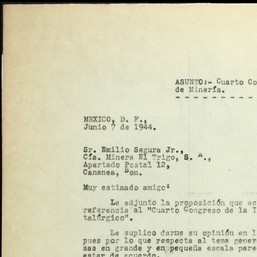 ASUNTO:- Cuarto Co
de Minería.
MEXICO, D. F.,
Junio 7 de 1944.
Sr. Emilio Segura Jr.,
Cía. Minera El Trigo, S. A.,
Apartado Postal 12,
Cananea, Son.
Muy estimado amigo:
Le adjunto la proposición que ac
referencia al "Cuarto Congreso de la I
talúrgico".
Le suplico darme su opinión en l
pues por lo que respecta al tema gener
sas en grande y en pequeña escala pare
estar de acuerdo.